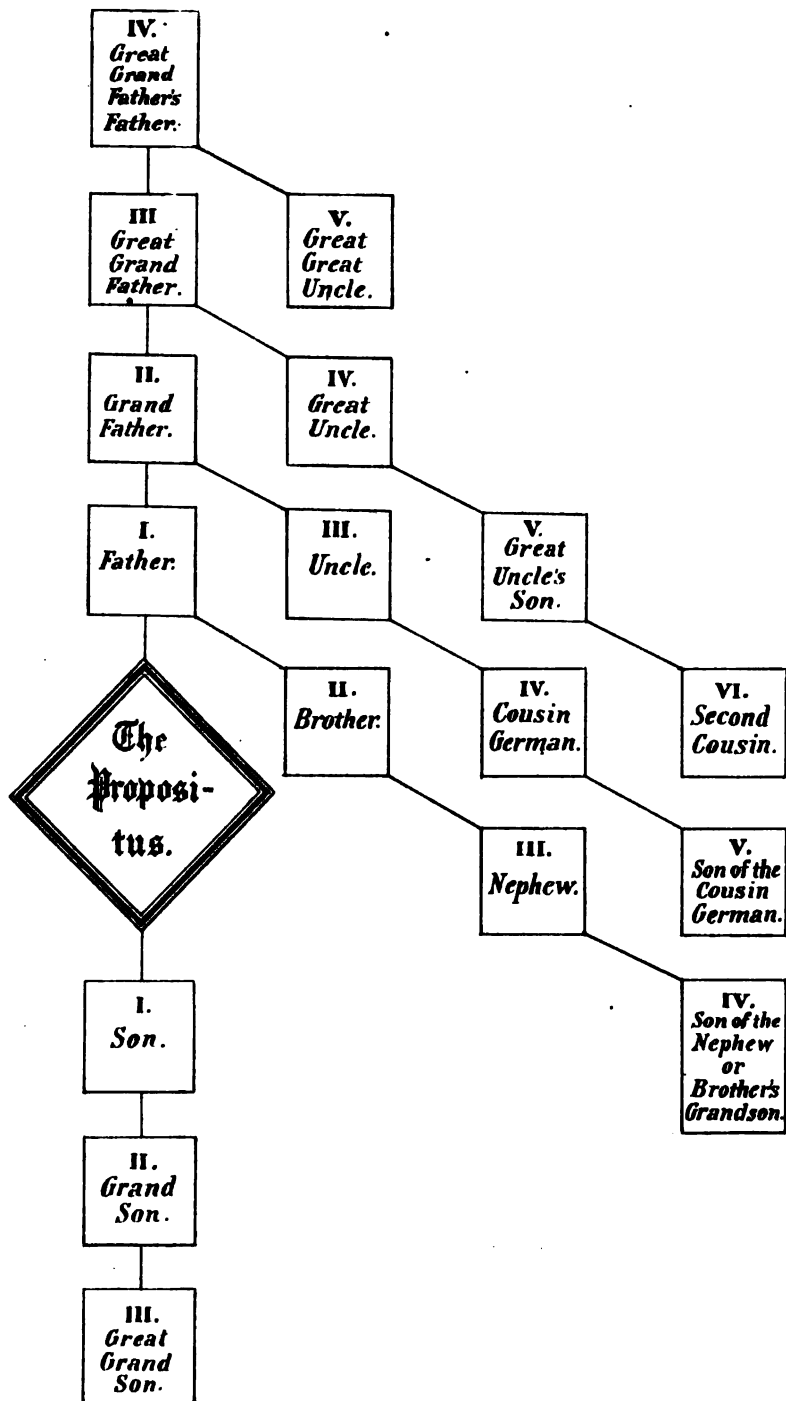 IV.
Great
Grand
Father's
Father.
III
Great
Grand
Father.
V.
Great
Great
Uncle.
II.
Grand
Father.
IV.
Great
Uncle.
I.
Father.
III.
Uncle.
V.
Great
Uncle's
Son.
The
Proposi-
tus.
II.
Brother.
IV.
Cousin
German.
VI.
Second
Cousin.
III.
Nephew.
V.
Son of the
Cousin
German.
I.
Son.
IV.
Son of the
Nephew
or
Brother's
Grandson.
II.
Grand
Son.
III.
Great
Grand
Son.